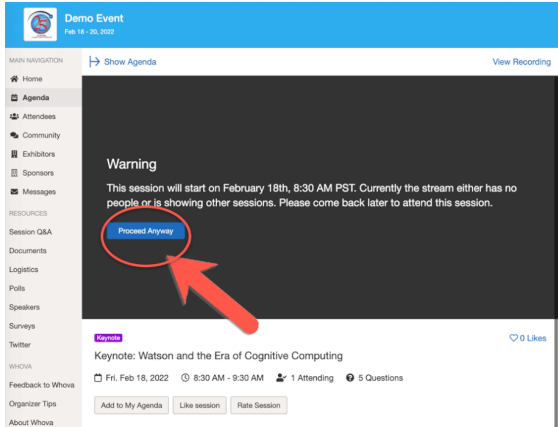 Demo Event
Feb 18 - 20, 2022
MAIN NAVIGATION
Home
Agenda
Attendees
Community
Exhibitors
Sponsors
Messages
RESOURCES
Session Q&A
Documents
Logistics
Polls
Speakers
Surveys
Twitter
WHOVA
Feedback to Whova
Organizer Tips
About Whova
Show Agenda
View Recording
Warning
This session will start on February 18th, 8:30 AM PST. Currently the stream either has no
people or is showing other sessions. Please come back later to attend this session.
Proceed Anyway
Keynote
0 Likes
Keynote: Watson and the Era of Cognitive Computing
Fri. Feb 18, 2022 8:30 AM - 9:30 AM 1 Attending 5 Questions
Add to My Agenda Like session Rate Session